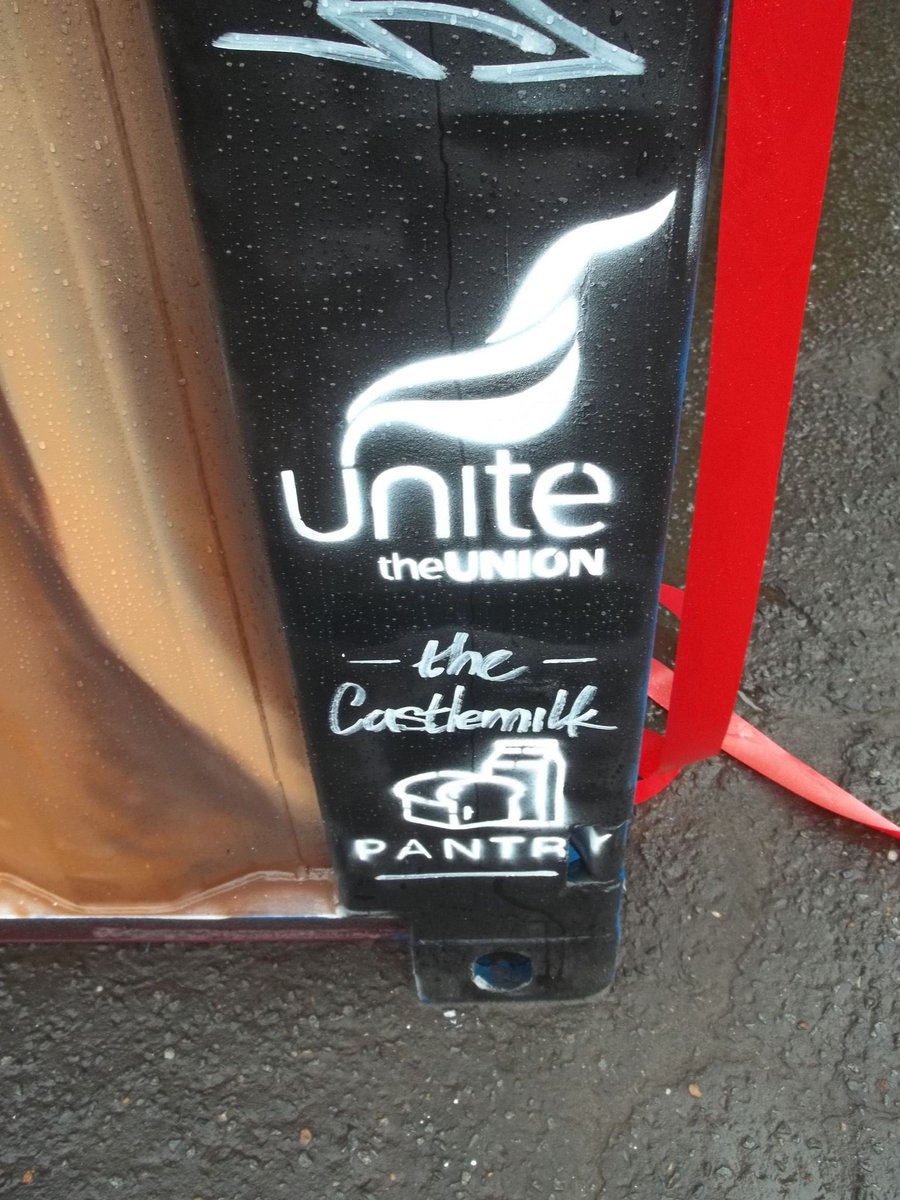 unite
theUNION
the
Castlemilk
PANTRY